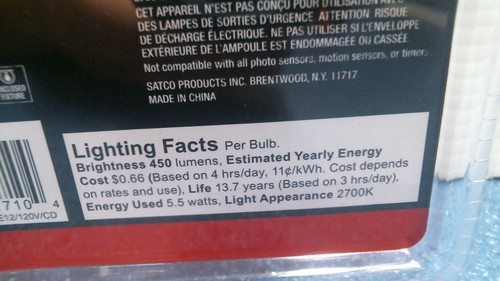 CET APPAREIL N'EST PAS CONÇU POUR UTILISATION AVEC
DES LAMPES DE SORTIES D'URGENCE. ATTENTION RISQUE
DE DÉCHARGE ÉLECTRIQUE. NE PAS UTILISER SI L'ENVELOPPE
EXTÉRIEURE DE L'AMPOULE EST ENDOMMAGÉE OU CASSÉE
Not compatible with all photo sensors, motion sensors, or timer
SATCO PRODUCTS INC. BRENTWOOD, N.Y. 11717
MADE IN CHINA
Lighting Facts Per Bulb.
Brightness 450 lumens, Estimated Yearly Energy
Cost $0.66 (Based on 4 hrs/day, 11¢/kWh. Cost depends
on rates and use), Life 13.7 years (Based on 3 hrs/day),
Energy Used 5.5 watts, Light Appearance 2700K
710 4
E12/120V/CD